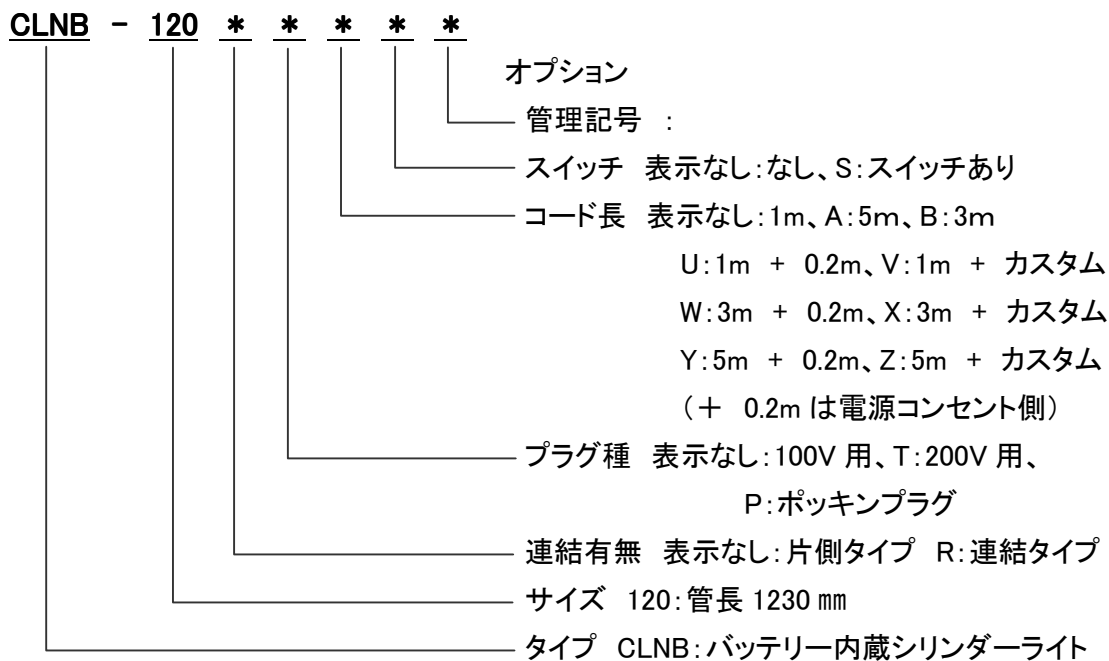 CLNB - 120 * * * * *
オプション
管理記号 :
スイッチ 表示なし:なし、S:スイッチあり
コード長 表示なし:1m、A:5m、B:3m
U:1m + 0.2m、V:1m + カスタム
W:3m + 0.2m、X:3m + カスタム
Y:5m + 0.2m、Z:5m + カスタム
(+ 0.2m は電源コンセント側)
プラグ種 表示なし:100V 用、T:200V 用、
P:ポッキンプラグ
連結有無 表示なし:片側タイプ R:連結タイプ
サイズ 120:管長 1230 ㎜
タイプ CLNB:バッテリー内蔵シリンダーライト